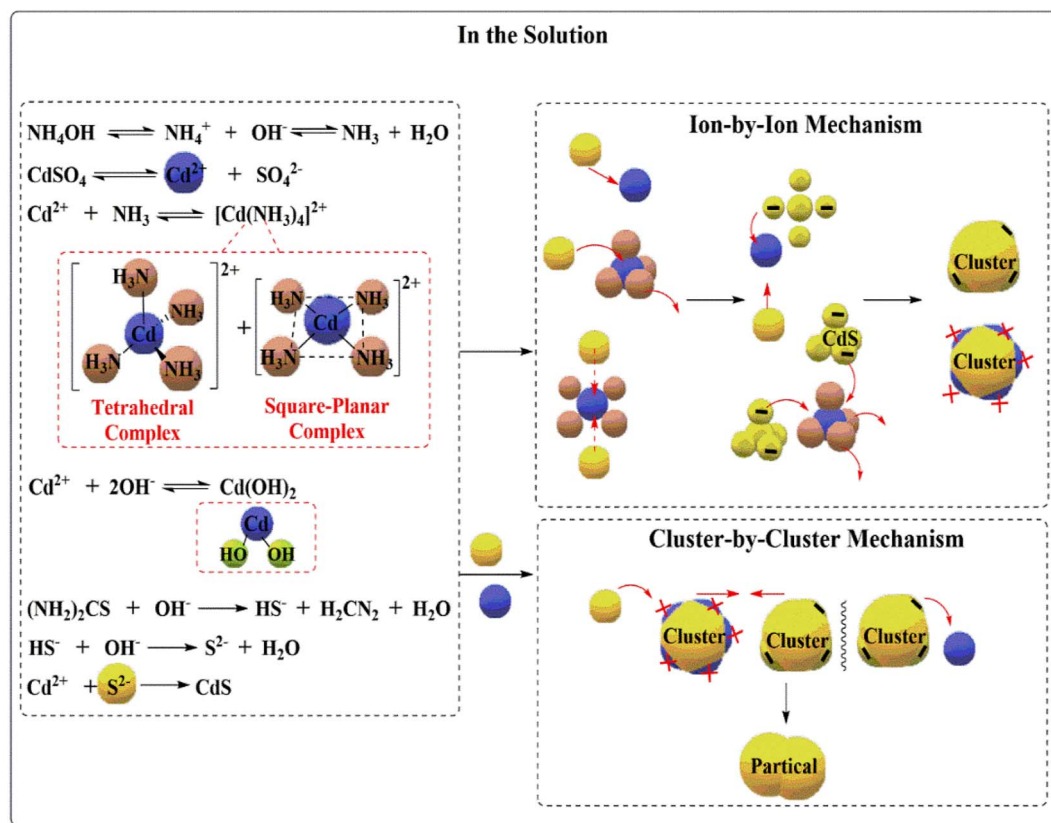 In the Solution
NH4OH ⇌ NH₄⁺ + OH⁻ ⇌ NH₃ + H₂O
CdSO₄ ⇌ Cd²⁺ + SO₄²⁻
Cd²⁺ + NH₃ ⇌ [Cd(NH₃)₄]²⁺
H₃N
NH₃
Cd
H₃N
NH₃
2+
+
H₃N
NH₃
Cd
H₃N
NH₃
2+
Tetrahedral
Complex
Square-Planar
Complex
Cd²⁺ + 2OH⁻ ⇌ Cd(OH)₂
Cd
HO
OH
(NH₂)₂CS + OH⁻ → HS⁻ + H₂CN₂ + H₂O
HS⁻ + OH⁻ → S²⁻ + H₂O
Cd²⁺ + S²⁻ → CdS
Ion-by-Ion Mechanism
CdS
Cluster
Cluster
Cluster-by-Cluster Mechanism
Cluster
Cluster
Cluster
Partical